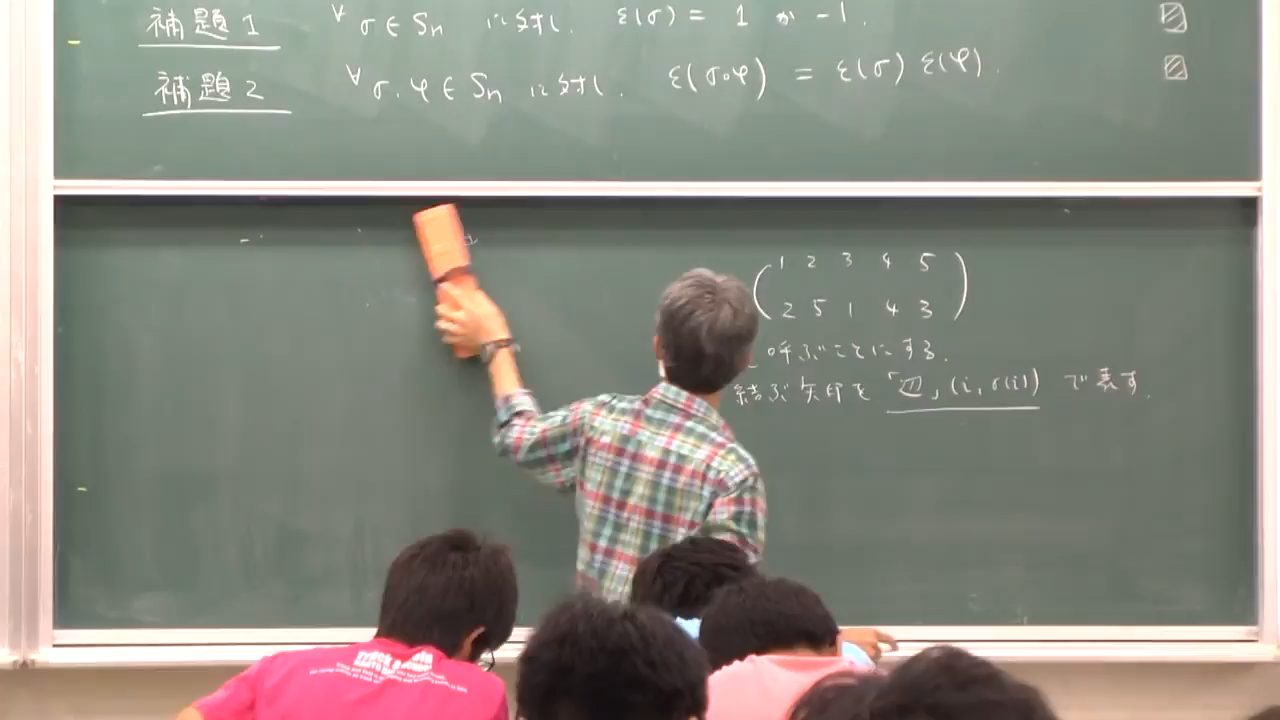 補題 1 ∀σ∈Sn に対し. ε(σ) = 1 か -1.
補題 2 ∀σ,φ∈Sn に対し. ε(σ∘φ) = ε(σ) ε(φ).
1 2 3 4 5
2 5 1 4 3
呼ぶことにする.
結ぶ矢印を「辺」(i, σ(i)) で表す.